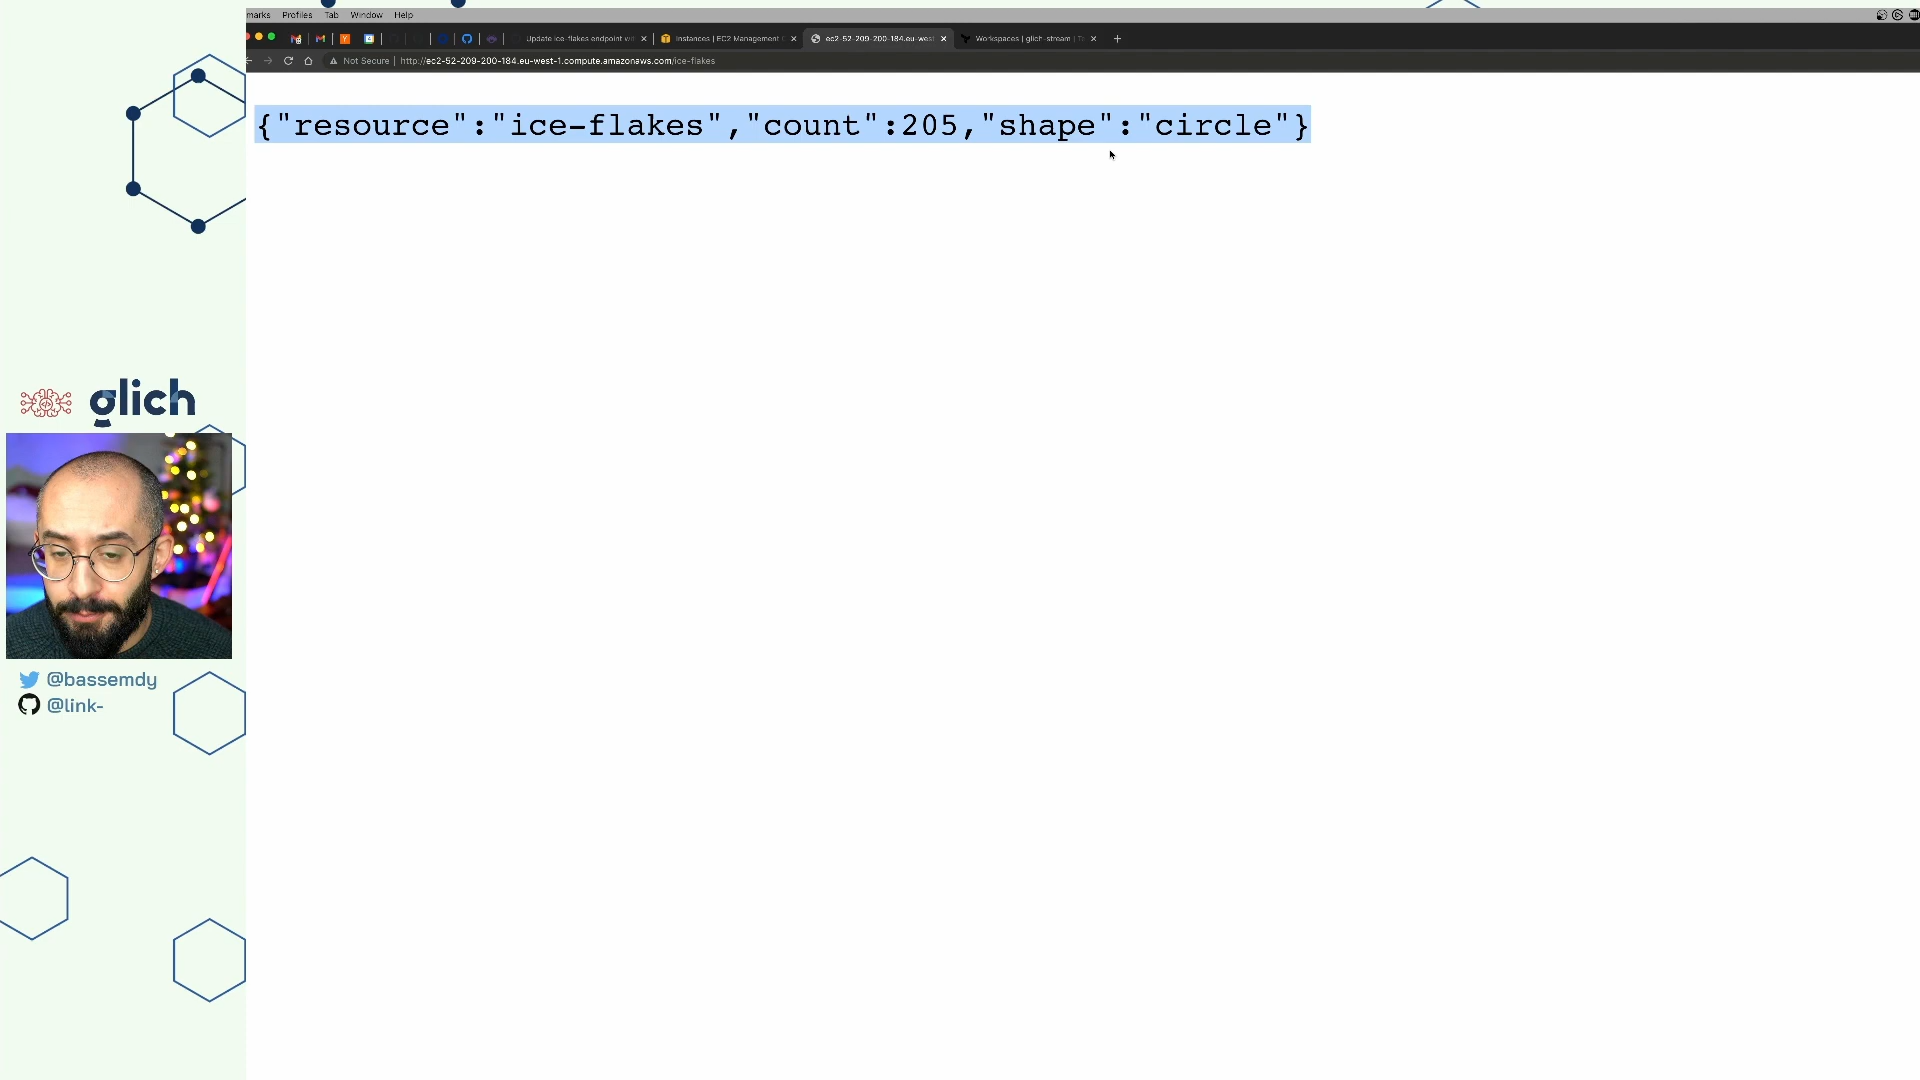 marks Profiles Tab Window Help
Update ice-flakes endpoint wi
Instances | EC2 Management
ec2-52-209-200-184.eu-west
Workspaces | glich-stream | T
Not Secure | http://ec2-52-209-200-184.eu-west-1.compute.amazonaws.com/ice-flakes
{"resource":"ice-flakes","count":205,"shape":"circle"}
glich
@bassemdy
@link-